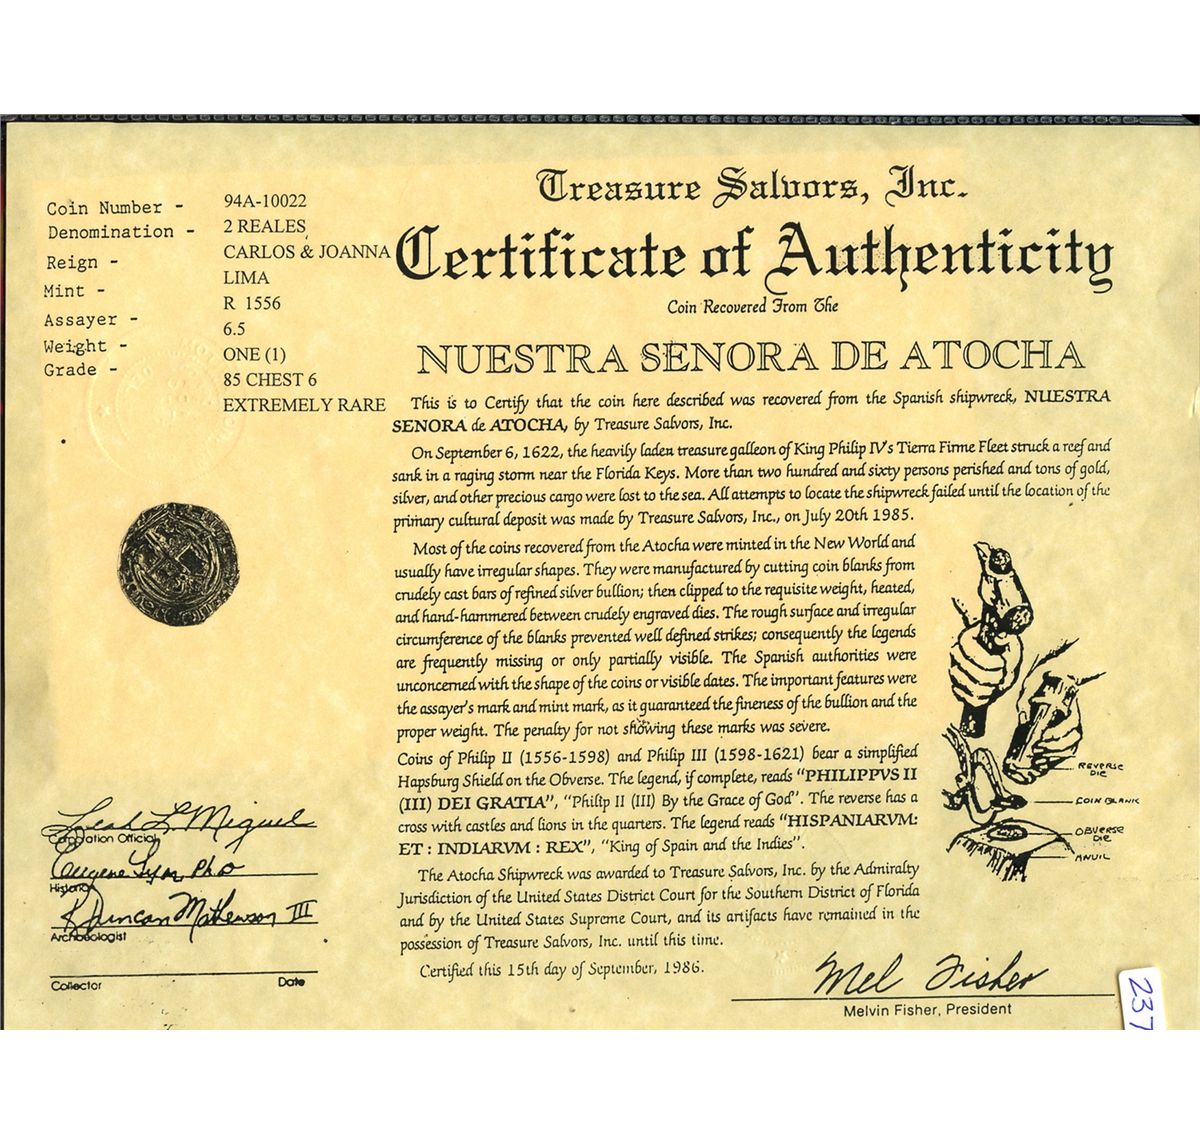 Coin Number - 94A-10022
Denomination - 2 REALES
Reign - CARLOS & JOANNA
Mint - LIMA
Assayer - R 1556
Weight - 6.5
Grade - ONE (1)
85 CHEST 6
EXTREMELY RARE
Treasure Salvors, Inc.
Certificate of Authenticity
Coin Recovered From The
NUESTRA SENORA DE ATOCHA
This is to Certify that the coin here described was recovered from the Spanish shipwreck, NUESTRA
SENORA de ATOCHA, by Treasure Salvors, Inc.
On September 6, 1622, the heavily laden treasure galleon of King Philip IV's Tierra Firme Fleet struck a reef and
sank in a raging storm near the Florida Keys. More than two hundred and sixty persons perished and tons of gold,
silver, and other precious cargo were lost to the sea. All attempts to locate the shipwreck failed until the location of the
primary cultural deposit was made by Treasure Salvors, Inc., on July 20th 1985.
Most of the coins recovered from the Atocha were minted in the New World and
usually have irregular shapes. They were manufactured by cutting coin blanks from
crudely cast bars of refined silver bullion; then clipped to the requisite weight, heated,
and hand-hammered between crudely engraved dies. The rough surface and irregular
circumference of the blanks prevented well defined strikes; consequently the legends
are frequently missing or only partially visible. The Spanish authorities were
unconcerned with the shape of the coins or visible dates. The important features were
the assayer's mark and mint mark, as it guaranteed the fineness of the bullion and the
proper weight. The penalty for not showing these marks was severe.
Coins of Philip II (1556-1598) and Philip III (1598-1621) bear a simplified
Hapsburg Shield on the Obverse. The legend, if complete, reads "PHILIPPVS II
(III) DEI GRATIA", "Philip II (III) By the Grace of God". The reverse has a
cross with castles and lions in the quarters. The legend reads "HISPANIARVM:
ET : INDIARVM : REX", "King of Spain and the Indies".
The Atocha Shipwreck was awarded to Treasure Salvors, Inc. by the Admiralty
Jurisdiction of the United States District Court for the Southern District of Florida
and by the United States Supreme Court, and its artifacts have remained in the
possession of Treasure Salvors, Inc. until this time.
Certified this 15th day of September, 1986.
REVERSE
DIE
COIN BLANK
OBVERSE
DIE
ANVIL
Leah L. Miguel
Corporation Official
Eugene Lyon Ph.D
Historian
R Duncan Mathewson III
Archaeologist
Collector Date
Mel Fisher
Melvin Fisher, President
237